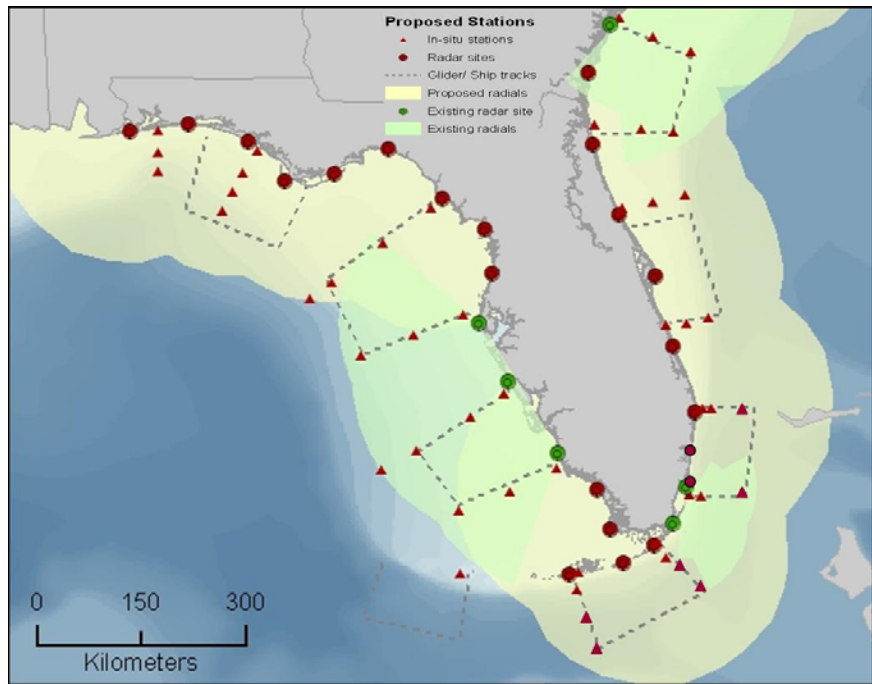 Proposed Stations
In-situ stations
Radar sites
Glider/ Ship tracks
Proposed radials
Existing radar site
Existing radials
0 150 300
Kilometers